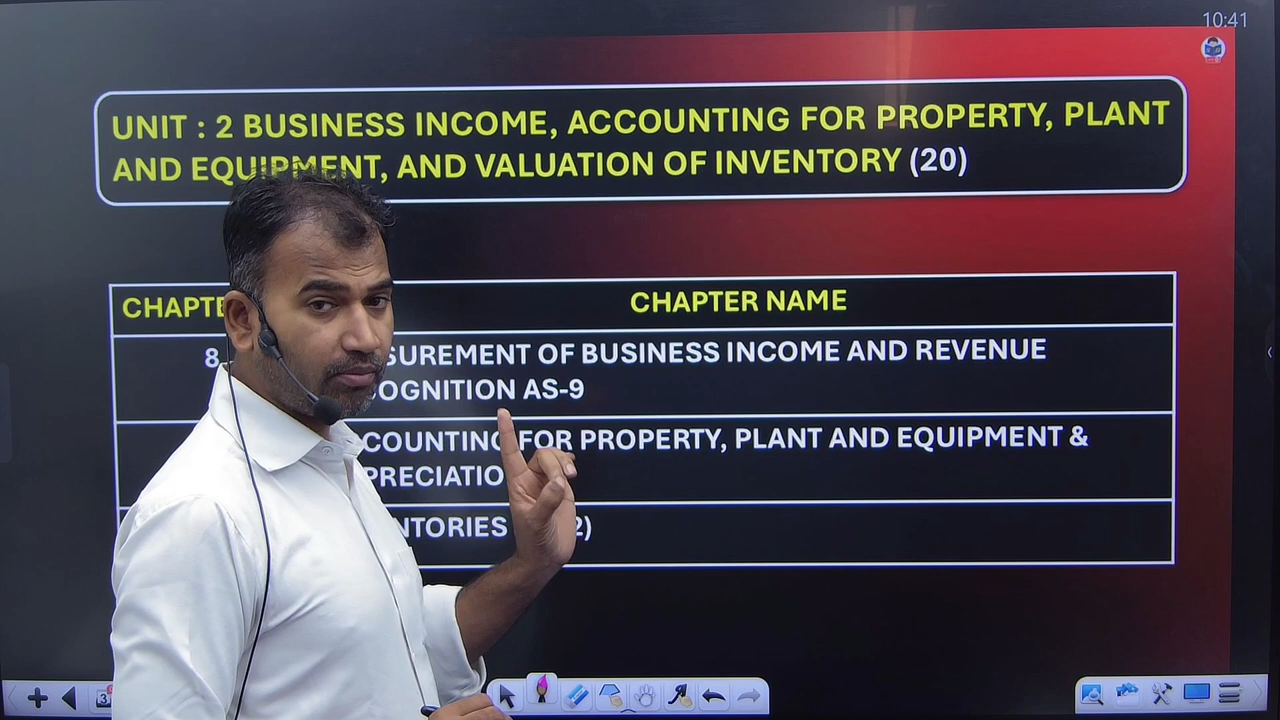 10:41
UNIT : 2 BUSINESS INCOME, ACCOUNTING FOR PROPERTY, PLANT
AND EQUIPMENT, AND VALUATION OF INVENTORY (20)
CHAPTE
CHAPTER NAME
8
SUREMENT OF BUSINESS INCOME AND REVENUE
OGNITION AS-9
COUNTING FOR PROPERTY, PLANT AND EQUIPMENT &
PRECIATIO
NTORIES 2)
3